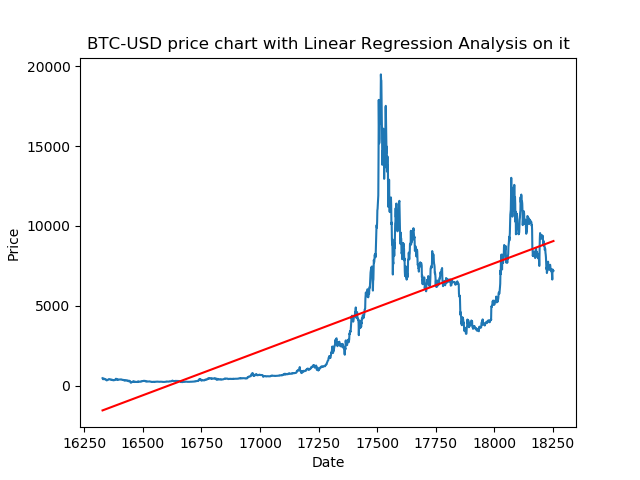 BTC-USD price chart with Linear Regression Analysis on it
20000
15000
10000
5000
0
Price
16250 16500 16750 17000 17250 17500 17750 18000 18250
Date